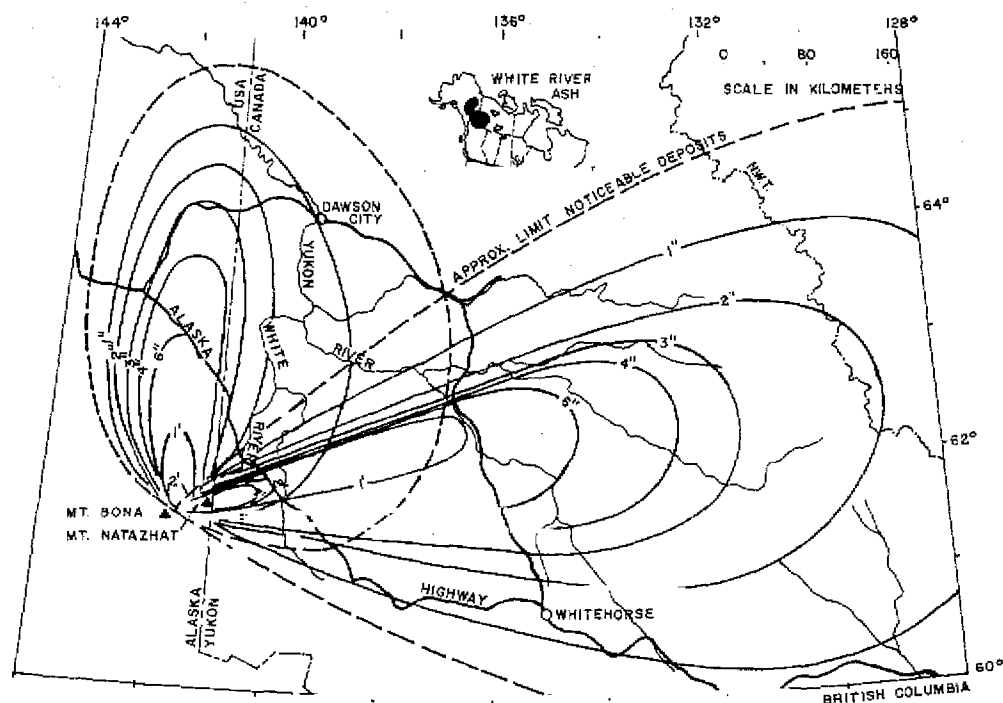 144° 140° 136° 132° 128°
0 80 160
SCALE IN KILOMETERS
WHITE RIVER
ASH
USA
CANADA
APPROX. LIMIT NOTICEABLE DEPOSITS
NWT.
DAWSON
CITY
64°
YUKON
1"
2"
ALASKA
WHITE
RIVER
3"
4"
6"
6"
62°
RIVER
1'
1'
2'
MT. BONA
MT. NATAZHAT
HIGHWAY
WHITEHORSE
ALASKA
YUKON
60°
BRITISH COLUMBIA